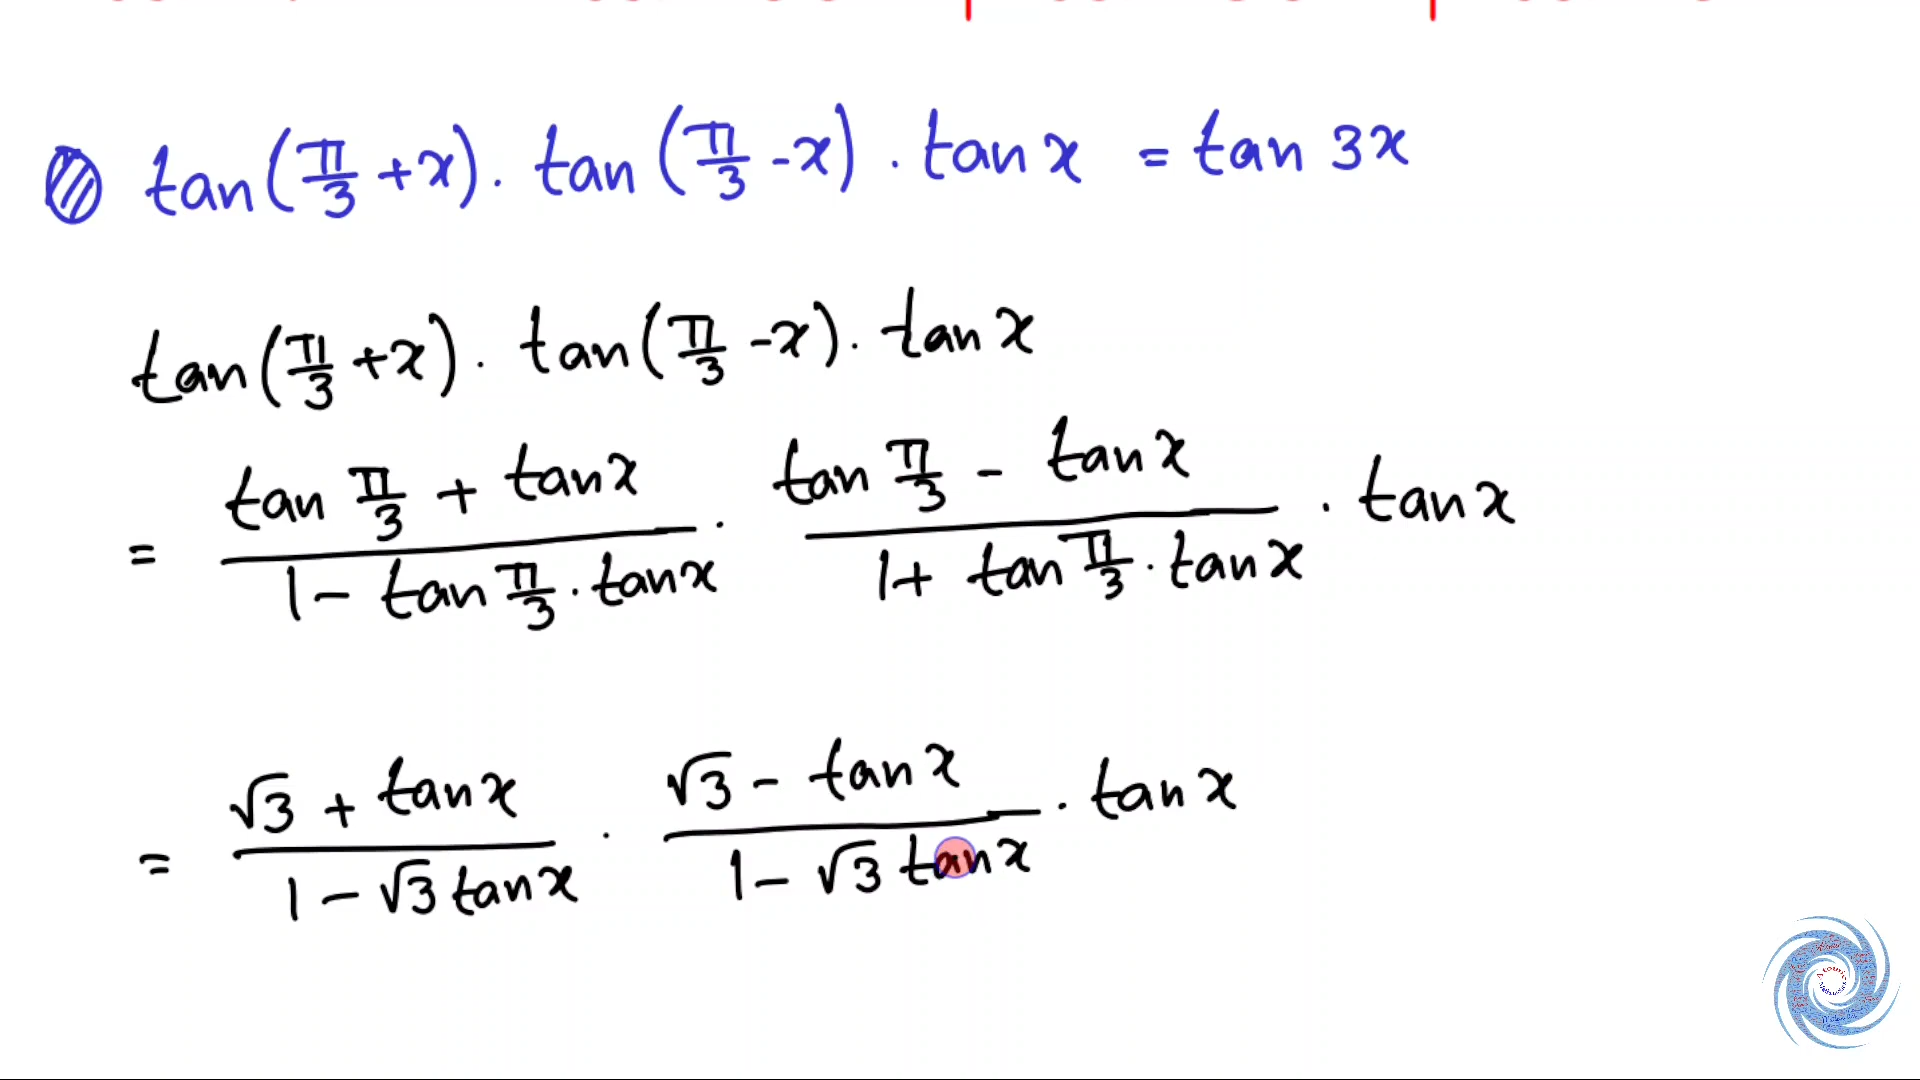 tan(π/3 + x) . tan(π/3 - x) . tan x = tan 3x
tan(π/3 + x) . tan(π/3 - x) . tan x
= (tan π/3 + tan x)/(1 - tan π/3 . tan x) . (tan π/3 - tan x)/(1 + tan π/3 . tan x) . tan x
= (√3 + tan x)/(1 - √3 tan x) . (√3 - tan x)/(1 - √3 tan x) . tan x